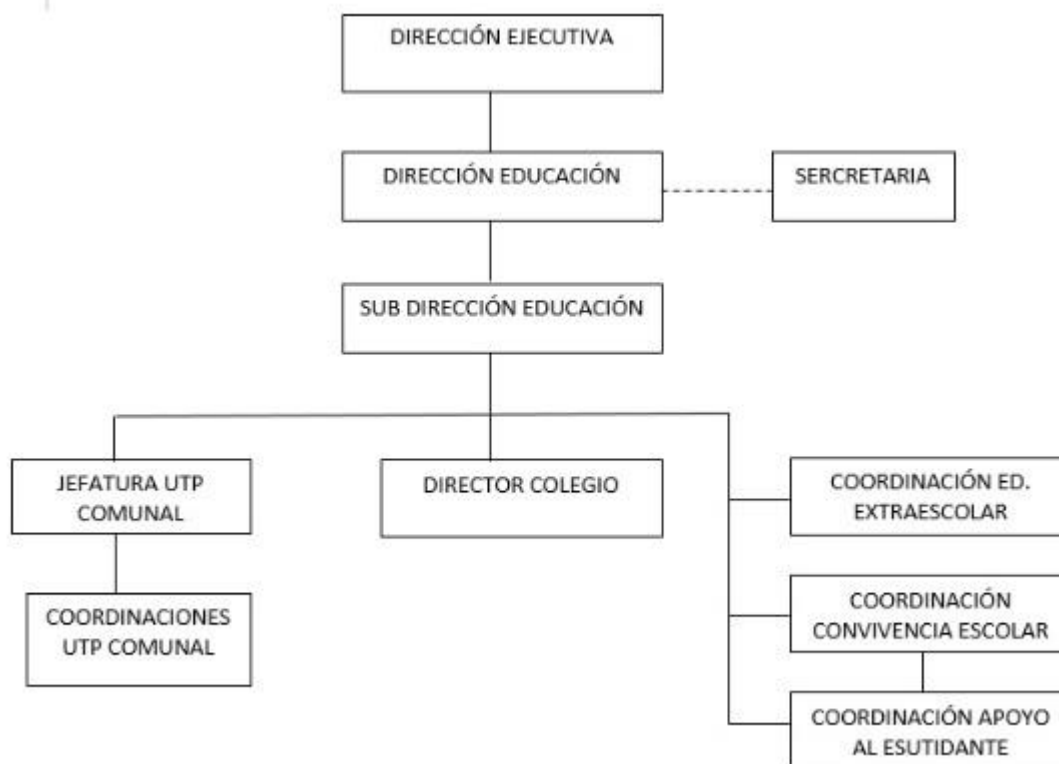 DIRECCIÓN EJECUTIVA
DIRECCIÓN EDUCACIÓN
SERCRETARIA
SUB DIRECCIÓN EDUCACIÓN
JEFATURA UTP
COMUNAL
DIRECTOR COLEGIO
COORDINACIÓN ED.
EXTRAESCOLAR
COORDINACIONES
UTP COMUNAL
COORDINACIÓN
CONVIVENCIA ESCOLAR
COORDINACIÓN APOYO
AL ESUTIDANTE